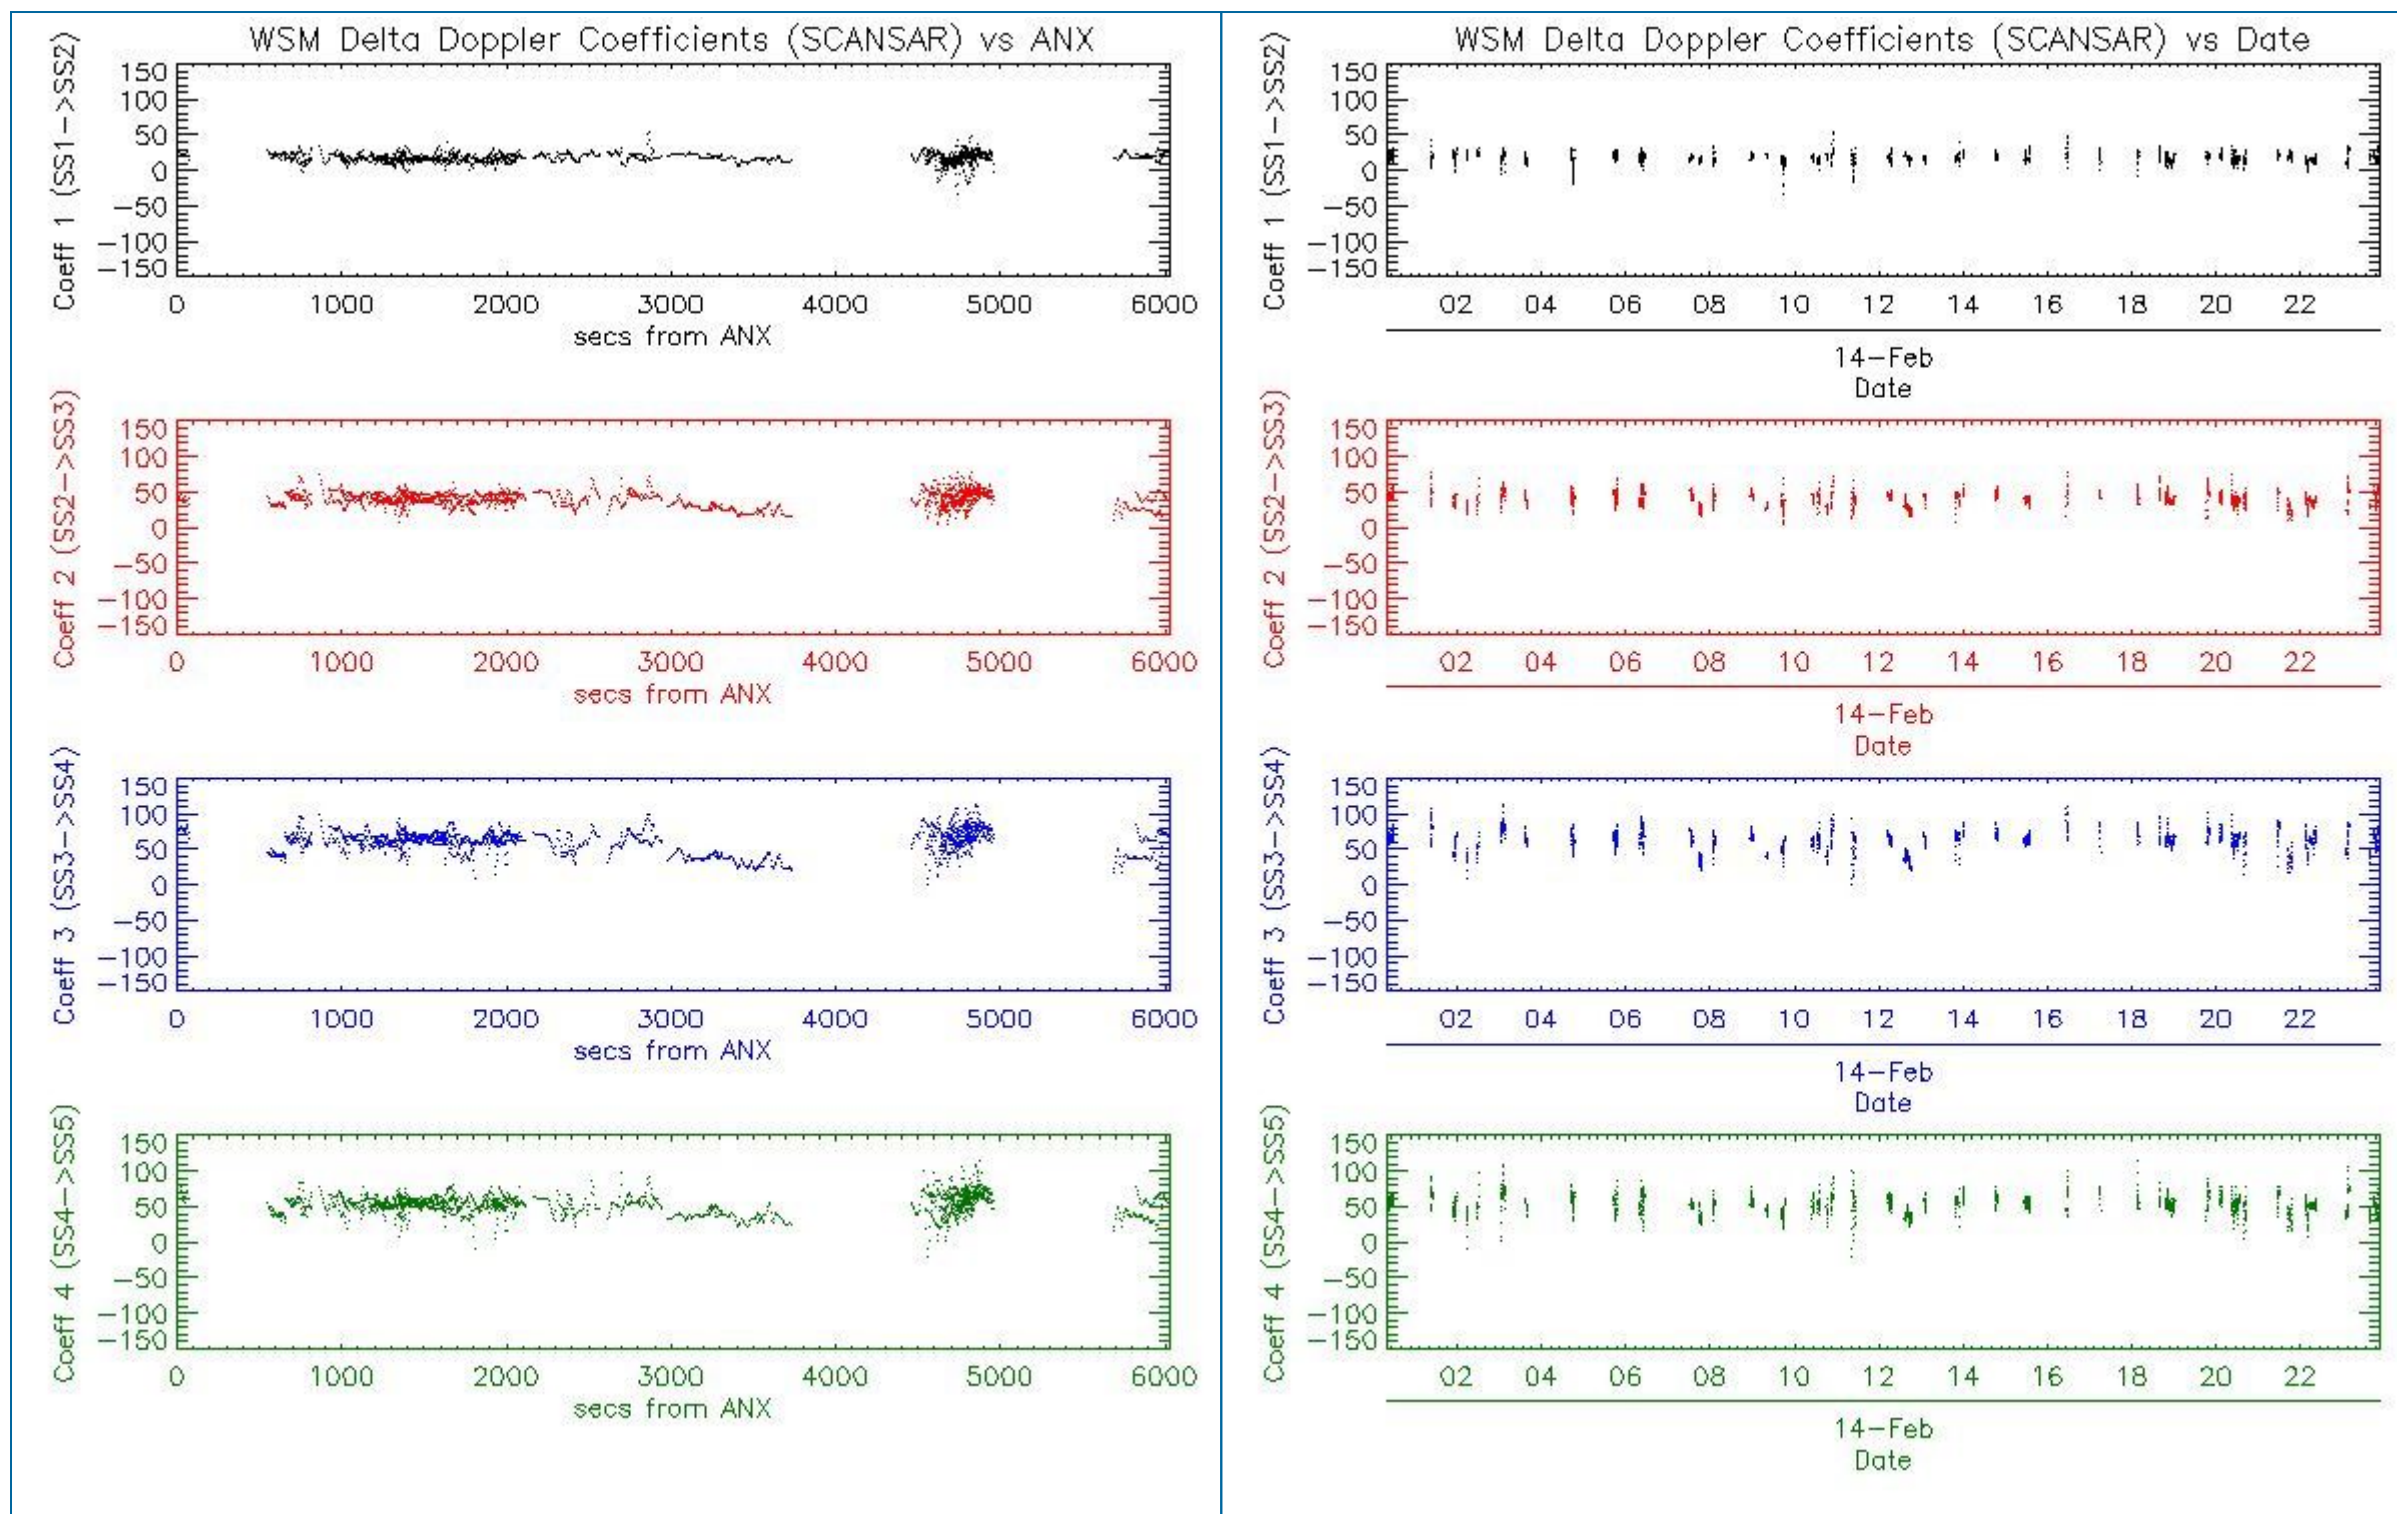 WSM Delta Doppler Coefficients (SCANSAR) vs ANX
Coeff 1 (SS1->SS2)
150
100
50
0
-50
-100
-150
0 1000 2000 3000 4000 5000 6000
secs from ANX
Coeff 2 (SS2->SS3)
150
100
50
0
-50
-100
-150
0 1000 2000 3000 4000 5000 6000
secs from ANX
Coeff 3 (SS3->SS4)
150
100
50
0
-50
-100
-150
0 1000 2000 3000 4000 5000 6000
secs from ANX
Coeff 4 (SS4->SS5)
150
100
50
0
-50
-100
-150
0 1000 2000 3000 4000 5000 6000
secs from ANX
WSM Delta Doppler Coefficients (SCANSAR) vs Date
Coeff 1 (SS1->SS2)
150
100
50
0
-50
-100
-150
02 04 06 08 10 12 14 16 18 20 22
14-Feb
Date
Coeff 2 (SS2->SS3)
150
100
50
0
-50
-100
-150
02 04 06 08 10 12 14 16 18 20 22
14-Feb
Date
Coeff 3 (SS3->SS4)
150
100
50
0
-50
-100
-150
02 04 06 08 10 12 14 16 18 20 22
14-Feb
Date
Coeff 4 (SS4->SS5)
150
100
50
0
-50
-100
-150
02 04 06 08 10 12 14 16 18 20 22
14-Feb
Date